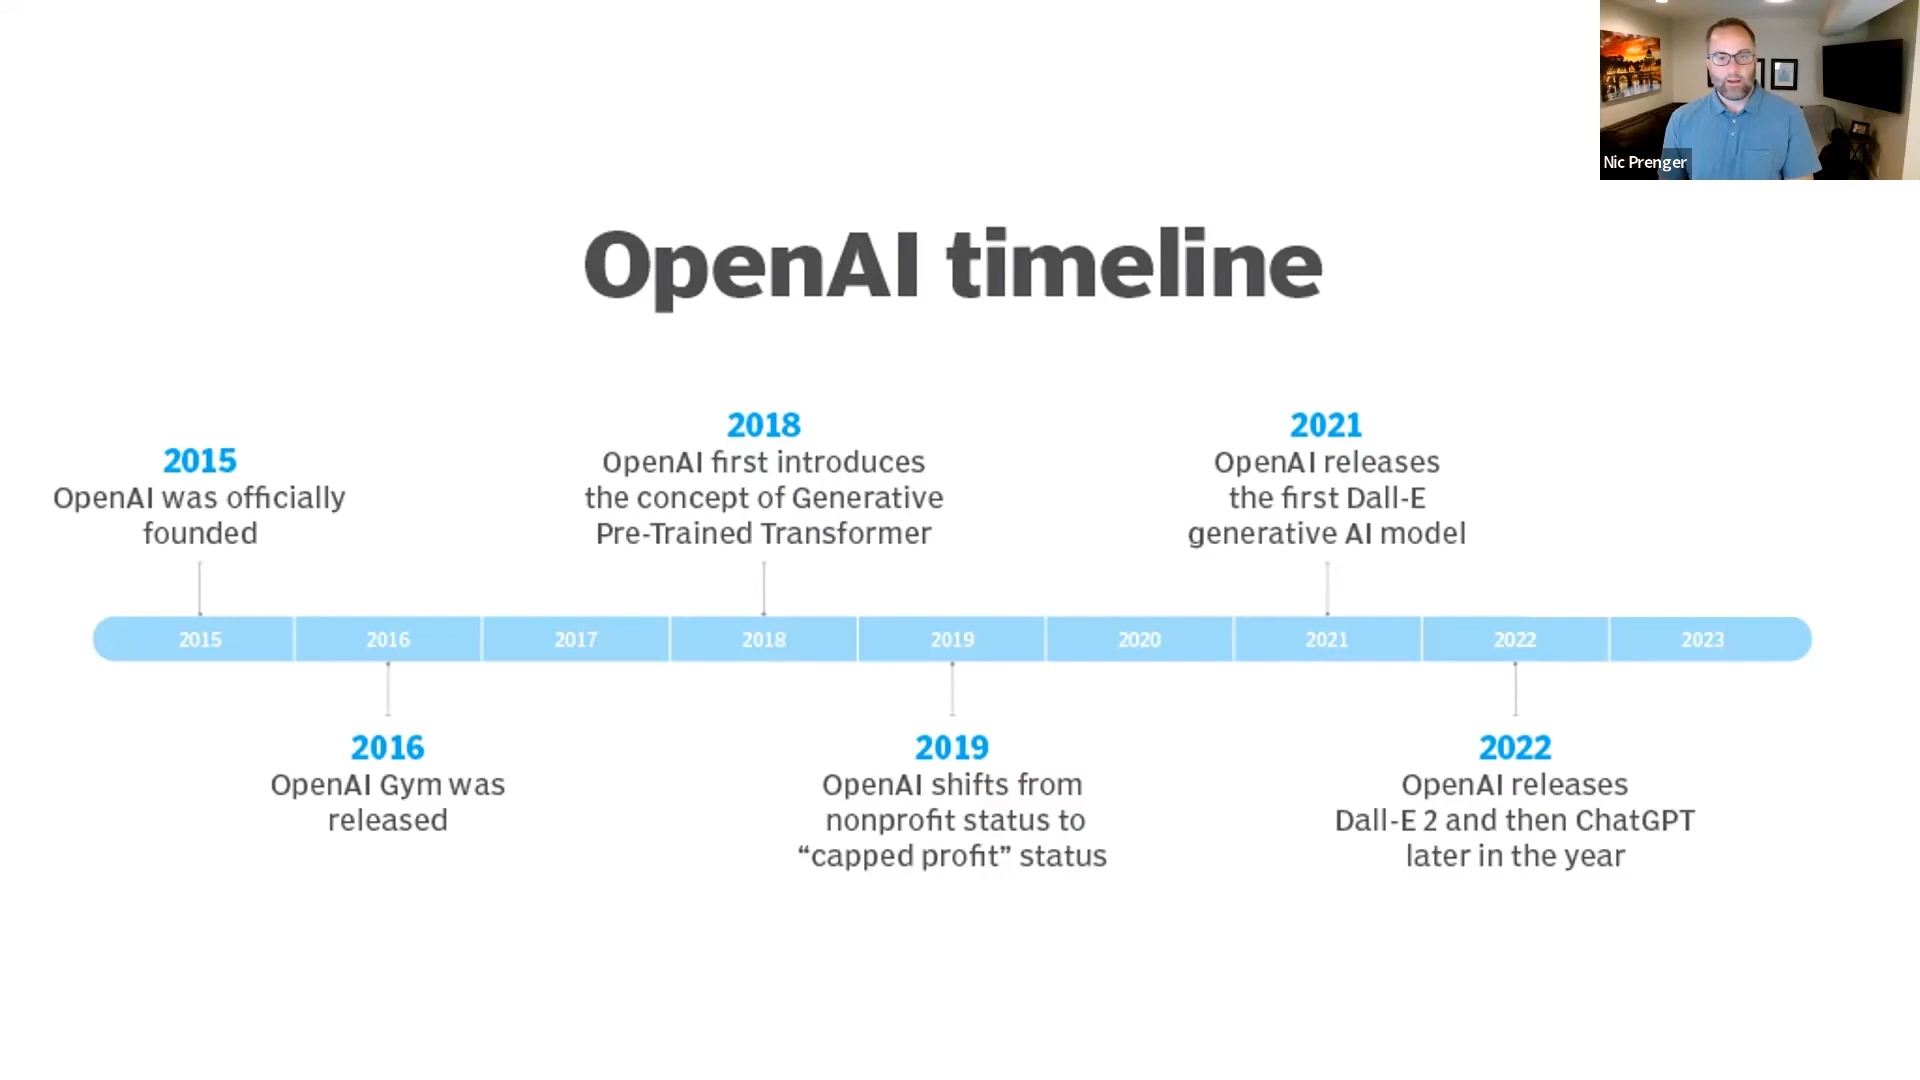 Nic Prenger
OpenAI timeline
2015
OpenAI was officially
founded
2018
OpenAI first introduces
the concept of Generative
Pre-Trained Transformer
2021
OpenAI releases
the first Dall-E
generative AI model
2015 2016 2017 2018 2019 2020 2021 2022 2023
2016
OpenAI Gym was
released
2019
OpenAI shifts from
nonprofit status to
“capped profit” status
2022
OpenAI releases
Dall-E 2 and then ChatGPT
later in the year